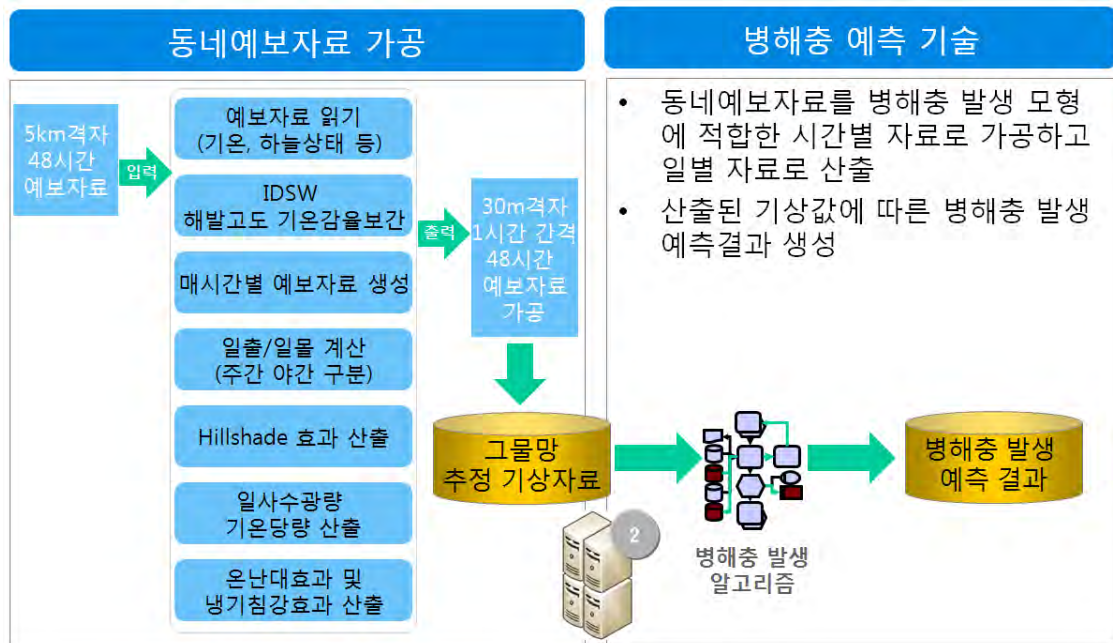 동네예보자료 가공
5km격자
48시간
예보자료
입력
예보자료 읽기
(기온, 하늘상태 등)
IDSW
해발고도 기온감율보간
매시간별 예보자료 생성
일출/일몰 계산
(주간 야간 구분)
Hillshade 효과 산출
일사수광량
기온당량 산출
온난대효과 및
냉기침강효과 산출
출력
30m격자
1시간 간격
48시간
예보자료
가공
그물망
추정 기상자료
2
병해충 예측 기술
• 동네예보자료를 병해충 발생 모형
에 적합한 시간별 자료로 가공하고
일별 자료로 산출
• 산출된 기상값에 따른 병해충 발생
예측결과 생성
병해충 발생
알고리즘
병해충 발생
예측 결과